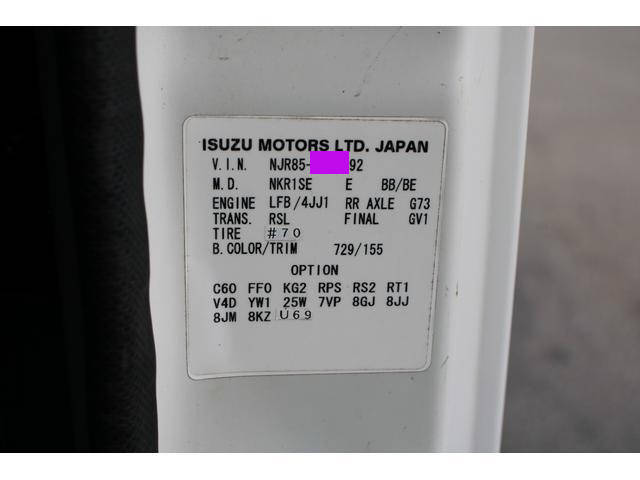 ISUZU MOTORS LTD. JAPAN
V.I.N. NJR85- 92
M.D. NKR1SE E BB/BE
ENGINE LFB/4JJ1 RR AXLE G73
TRANS. RSL FINAL GV1
TIRE #70
B.COLOR/TRIM 729/155
OPTION
C60 FF0 KG2 RPS RS2 RT1
V4D YW1 25W 7VP 8GJ 8JJ
8JM 8KZ U69